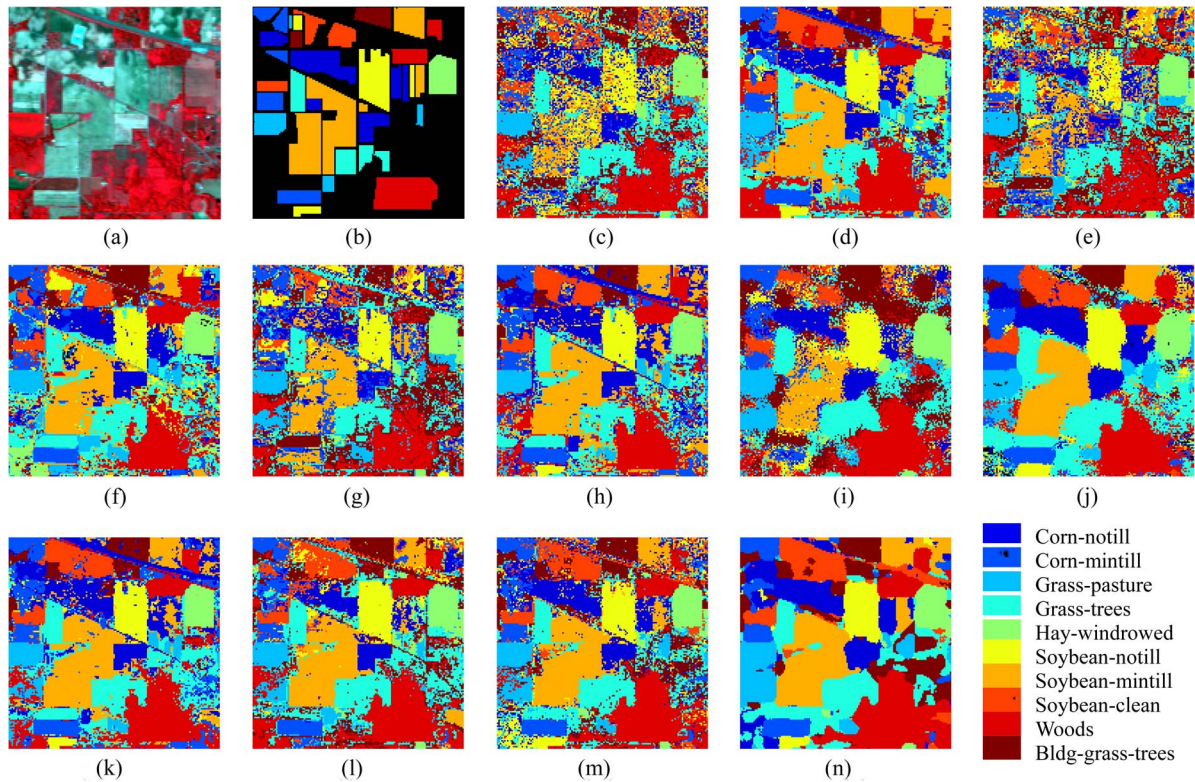 (a) (b) (c) (d) (e)
(f) (g) (h) (i) (j)
Corn-notill
Corn-mintill
Grass-pasture
Grass-trees
Hay-windrowed
Soybean-notill
Soybean-mintill
Soybean-clean
Woods
Bldg-grass-trees
(k) (l) (m) (n)